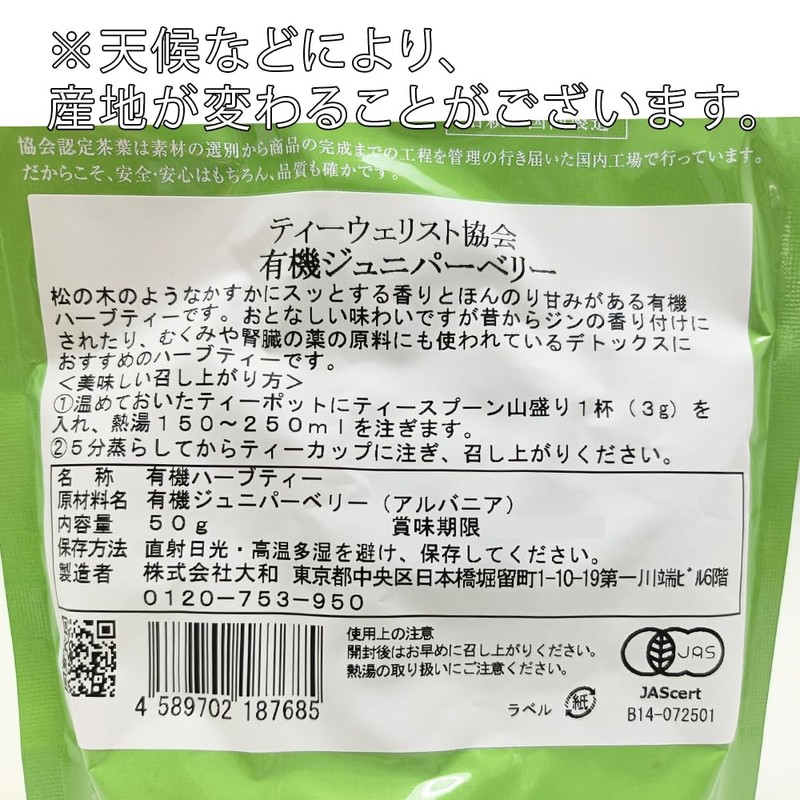 ※天候などにより、
産地が変わることがございます。
協会認定茶葉は素材の選別から商品の完成までの工程を管理の行き届いた国内工場で行っています。
だからこそ、安全・安心はもちろん、品質も確かです。
ティーウェリスト協会
有機ジュニパーベリー
松の木のようなかすかにスッとする香りとほんのり甘みがある有機
ハーブティーです。おとなしい味わいですが昔からジンの香り付けに
されたり、むくみや腎臓の薬の原料にも使われているデトックスに
おすすめのハーブティーです。
＜美味しい召し上がり方＞
①温めておいたティーポットにティースプーン山盛り1杯（3g）を
入れ、熱湯150～250mlを注ぎます。
②5分蒸らしてからティーカップに注ぎ、召し上がりください。
名 称 有機ハーブティー
原材料名 有機ジュニパーベリー（アルバニア）
内容量 50g 賞味期限
保存方法 直射日光・高温多湿を避け、保存してください。
製造者 株式会社大和 東京都中央区日本橋堀留町1-10-19第一川端ﾋﾞﾙ6階
0120-753-950
使用上の注意
開封後はお早めに召し上がりください。
熱湯の取り扱いにご注意ください。
4 589702 187685
ラベル 紙
JAS
JAScert
B14-072501